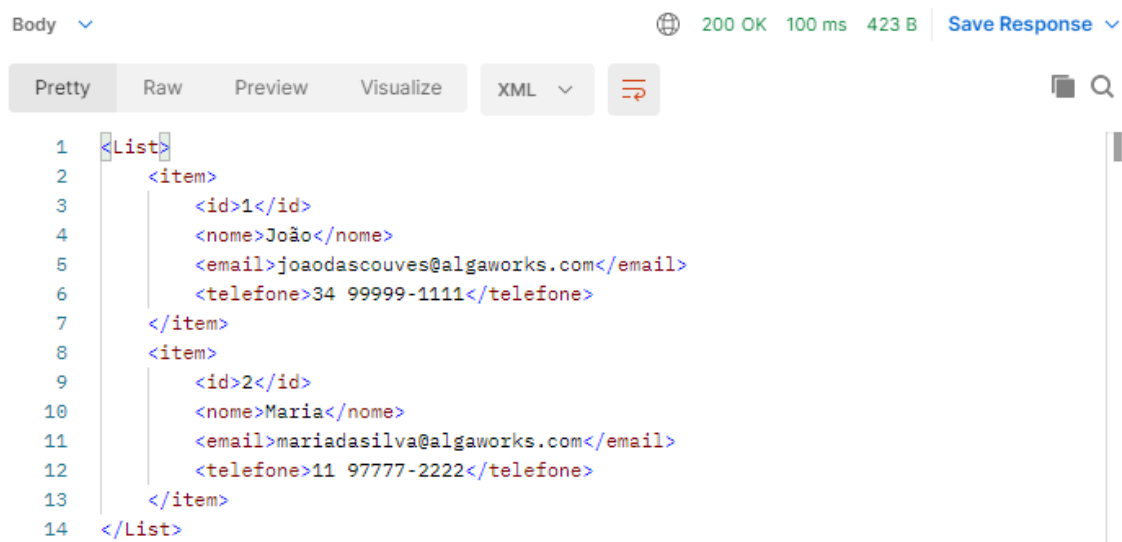 Body 200 OK 100 ms 423 B Save Response
Pretty Raw Preview Visualize XML
1 <List>
2 <item>
3 <id>1</id>
4 <nome>João</nome>
5 <email>joaodascouves@algaworks.com</email>
6 <telefone>34 99999-1111</telefone>
7 </item>
8 <item>
9 <id>2</id>
10 <nome>Maria</nome>
11 <email>mariadasilva@algaworks.com</email>
12 <telefone>11 97777-2222</telefone>
13 </item>
14 </List>